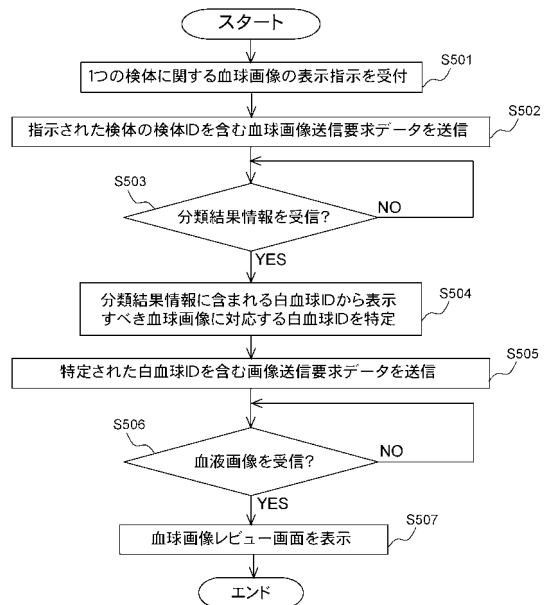 スタート
S501
1つの検体に関する血球画像の表示指示を受付
S502
指示された検体の検体IDを含む血球画像送信要求データを送信
S503
分類結果情報を受信?
NO
YES
S504
分類結果情報に含まれる白血球IDから表示
すべき血球画像に対応する白血球IDを特定
S505
特定された白血球IDを含む画像送信要求データを送信
S506
血液画像を受信?
NO
YES
S507
血球画像レビュー画面を表示
エンド